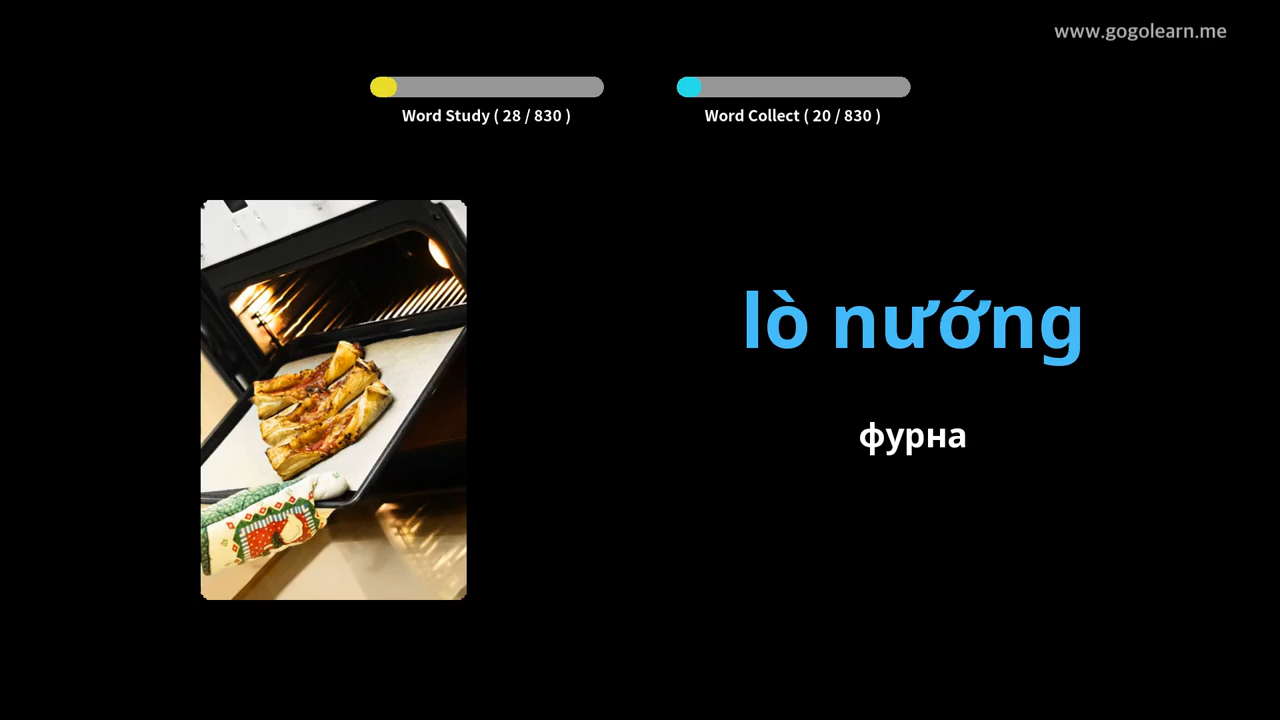 www.gogolearn.me
Word Study ( 28 / 830 )
Word Collect ( 20 / 830 )
lò nướng
фурна